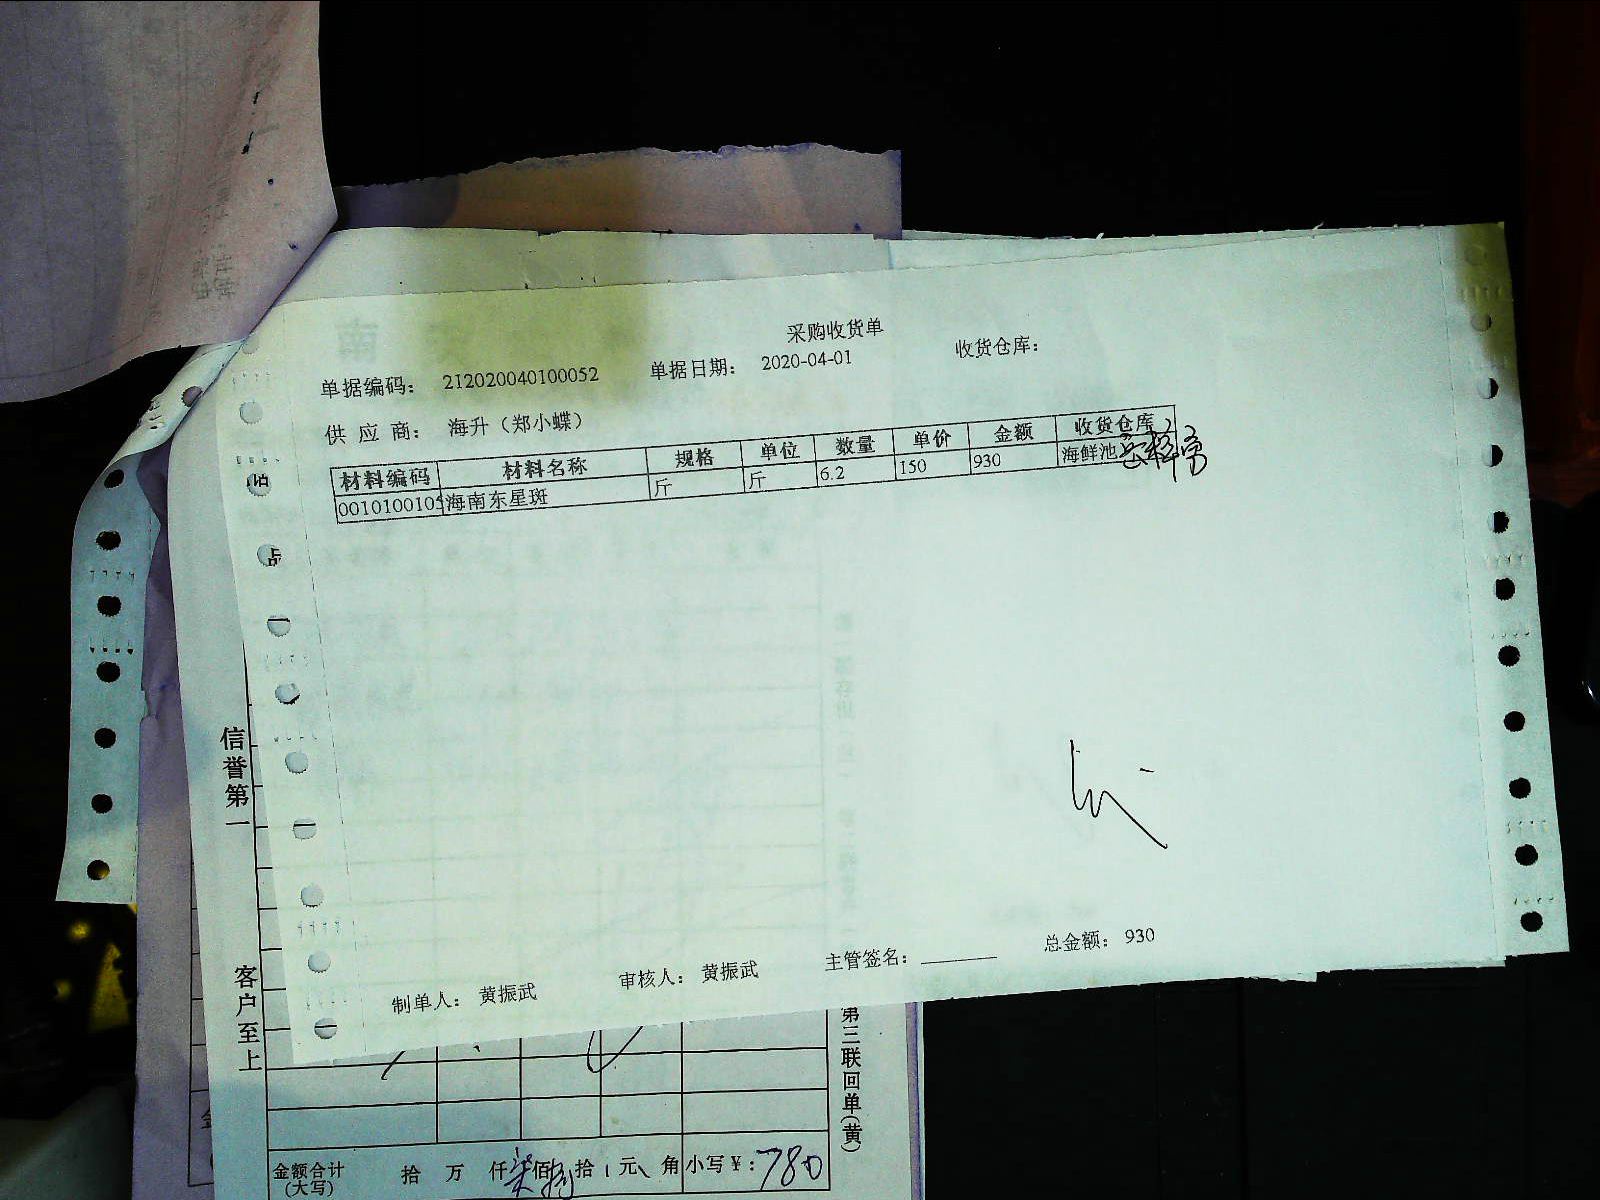 采购收货单
单据编码： 212020040100052 单据日期： 2020-04-01 收货仓库：
供应商： 海升（郑小蝶）
材料编码 材料名称 规格 单位 数量 单价 金额 收货仓库
0010100105 海南东星斑 斤 斤 6.2 150 930 海鲜池
制单人： 黄振武 审核人： 黄振武 主管签名： 总金额： 930
信誉第一
客户至上
第三联回单(黄)
金额合计(大写) 拾 万 仟 柒 佰 捌 拾 元 角 小写￥: 780